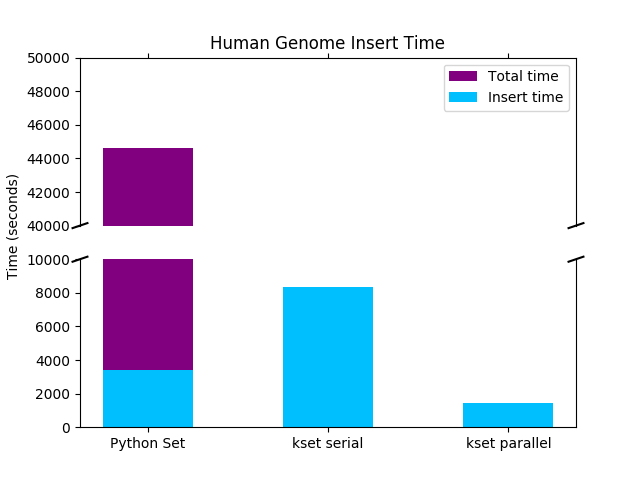 Human Genome Insert Time
Total time
Insert time
Time (seconds)
50000
48000
46000
44000
42000
40000
10000
8000
6000
4000
2000
0
Python Set
kset serial
kset parallel